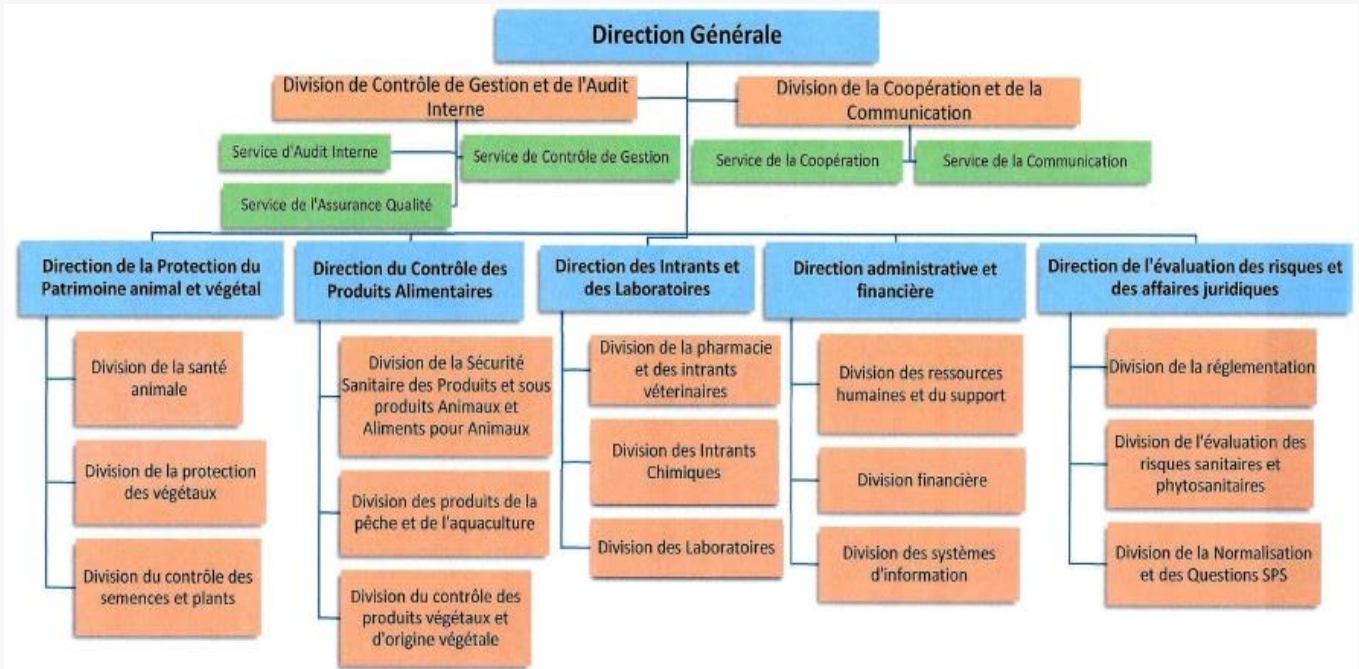 Direction Générale
Division de Contrôle de Gestion et de l'Audit
Interne
Division de la Coopération et de la
Communication
Service d'Audit Interne
Service de Contrôle de Gestion
Service de la Coopération
Service de la Communication
Service de l'Assurance Qualité
Direction de la Protection du
Patrimoine animal et végétal
Direction du Contrôle des
Produits Alimentaires
Direction des Intrants et
des Laboratoires
Direction administrative et
financière
Direction de l'évaluation des risques et
des affaires juridiques
Division de la santé
animale
Division de la protection
des végétaux
Division du contrôle des
semences et plants
Division de la Sécurité
Sanitaire des Produits et sous
produits Animaux et
Aliments pour Animaux
Division des produits de la
pêche et de l'aquaculture
Division du contrôle des
produits végétaux et
d'origine végétale
Division de la pharmacie
et des intrants
véterinaires
Division des Intrants
Chimiques
Division des Laboratoires
Division des ressources
humaines et du support
Division financière
Division des systèmes
d'information
Division de la réglementation
Division de l'évaluation des
risques sanitaires et
phytosanitaires
Division de la Normalisation
et des Questions SPS